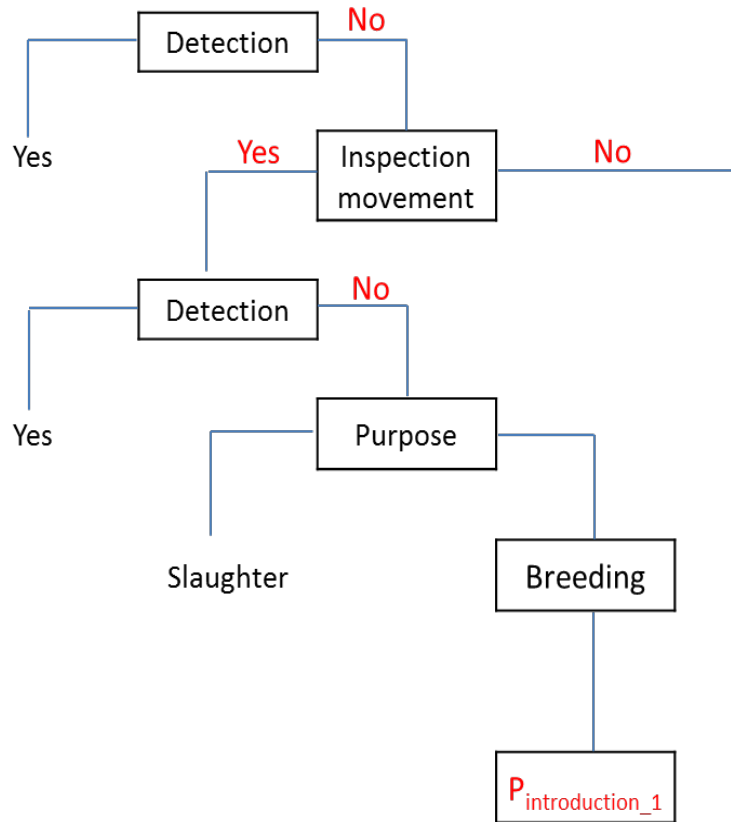 No
Detection
Yes
Yes
Inspection
movement
No
Detection
No
Yes
Purpose
Slaughter
Breeding
Pintroduction_1